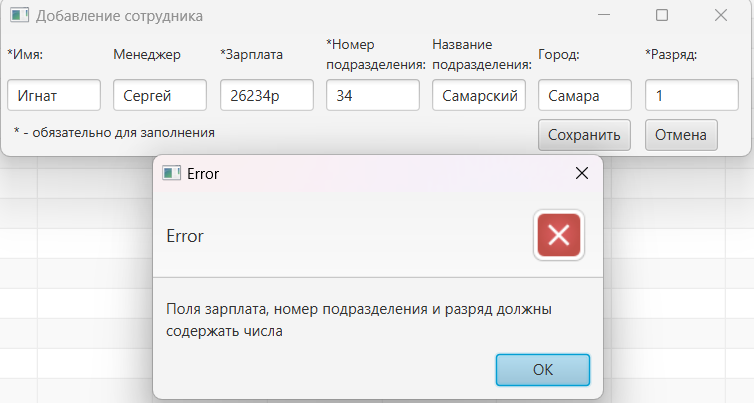 Добавление сотрудника
*Имя:
Менеджер
*Зарплата
*Номер
подразделения:
Название
подразделения:
Город:
*Разряд:
Игнат
Сергей
26234р
34
Самарский
Самара
1
* - обязательно для заполнения
Сохранить
Отмена
Error
Error
Поля зарплата, номер подразделения и разряд должны
содержать числа
OK